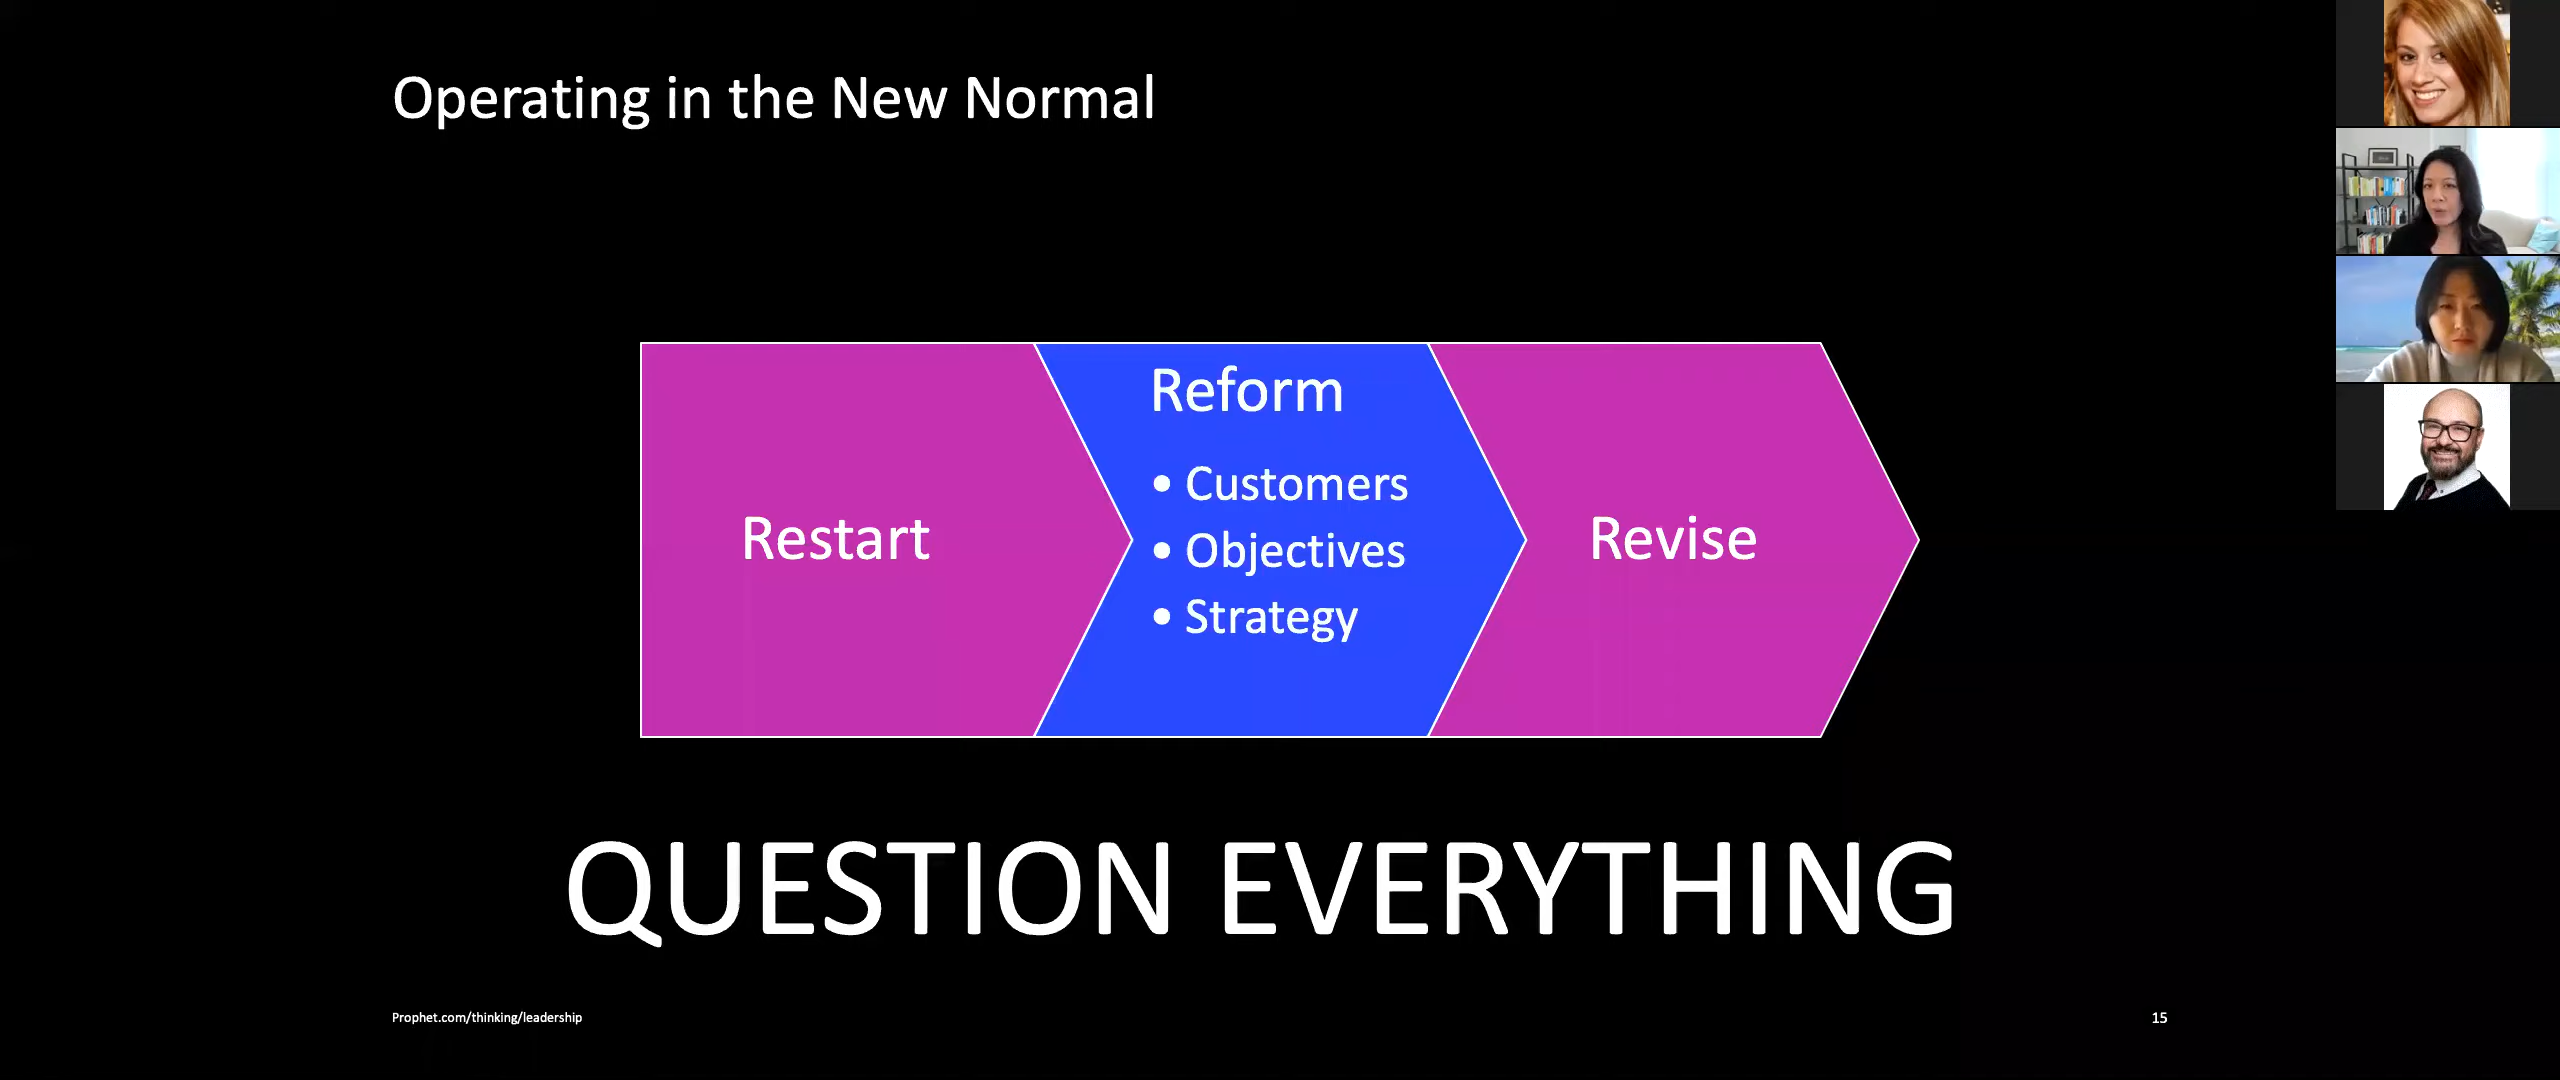 Operating in the New Normal
Restart
Reform
• Customers
• Objectives
• Strategy
Revise
QUESTION EVERYTHING
Prophet.com/thinking/leadership
15